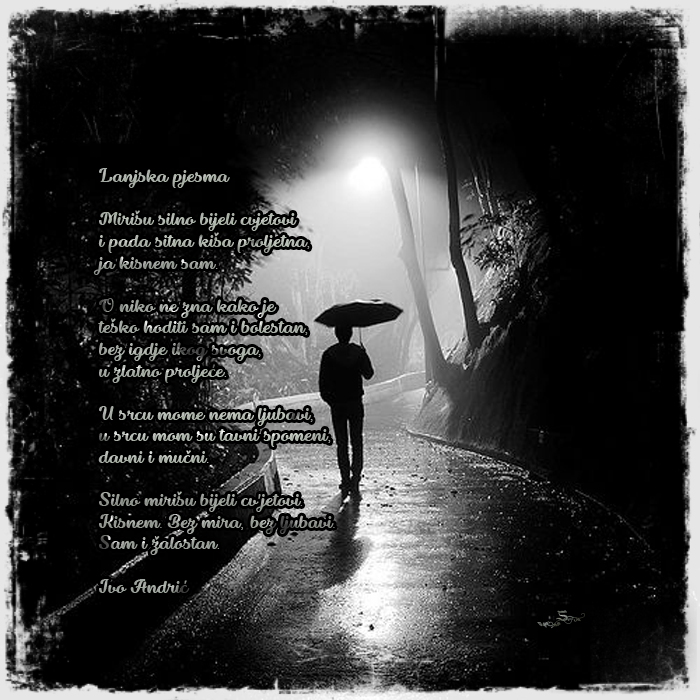 Lanjska pjesma
Mirišu silno bijeli cvjetovi
i pada sitna kiša proljetna,
ja kisnem sam.
O niko ne zna kako je
teško hoditi sam i bolestan,
bez igdje ikog svoga,
u zlatno proljeće.
U srcu mome nema ljubavi,
u srcu mom su tavni spomeni,
davni i mučni.
Silno mirišu bijeli cvjetovi.
Kisnem. Bez mira, bez ljubavi.
Sam i žalostan.
Ivo Andrić